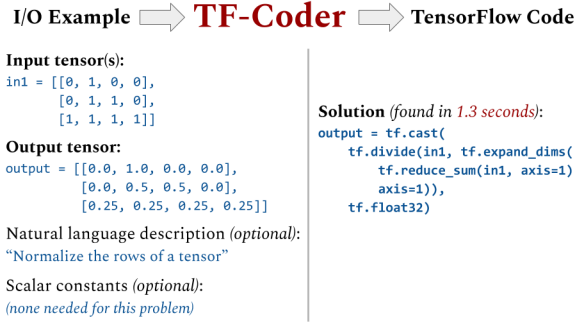 I/O Example TF-Coder TensorFlow Code
Input tensor(s):
in1 = [[0, 1, 0, 0],
[0, 1, 1, 0],
[1, 1, 1, 1]]
Output tensor:
output = [[0.0, 1.0, 0.0, 0.0],
[0.0, 0.5, 0.5, 0.0],
[0.25, 0.25, 0.25, 0.25]]
Natural language description (optional):
“Normalize the rows of a tensor”
Scalar constants (optional):
(none needed for this problem)
Solution (found in 1.3 seconds):
output = tf.cast(
tf.divide(in1, tf.expand_dims(
tf.reduce_sum(in1, axis=1)
axis=1)),
tf.float32)